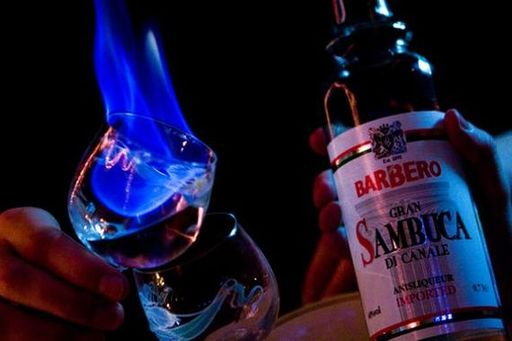 BARBERO
GRAN
SAMBUCA
DI CANALE
ANISLIQUEUR
IMPORTED